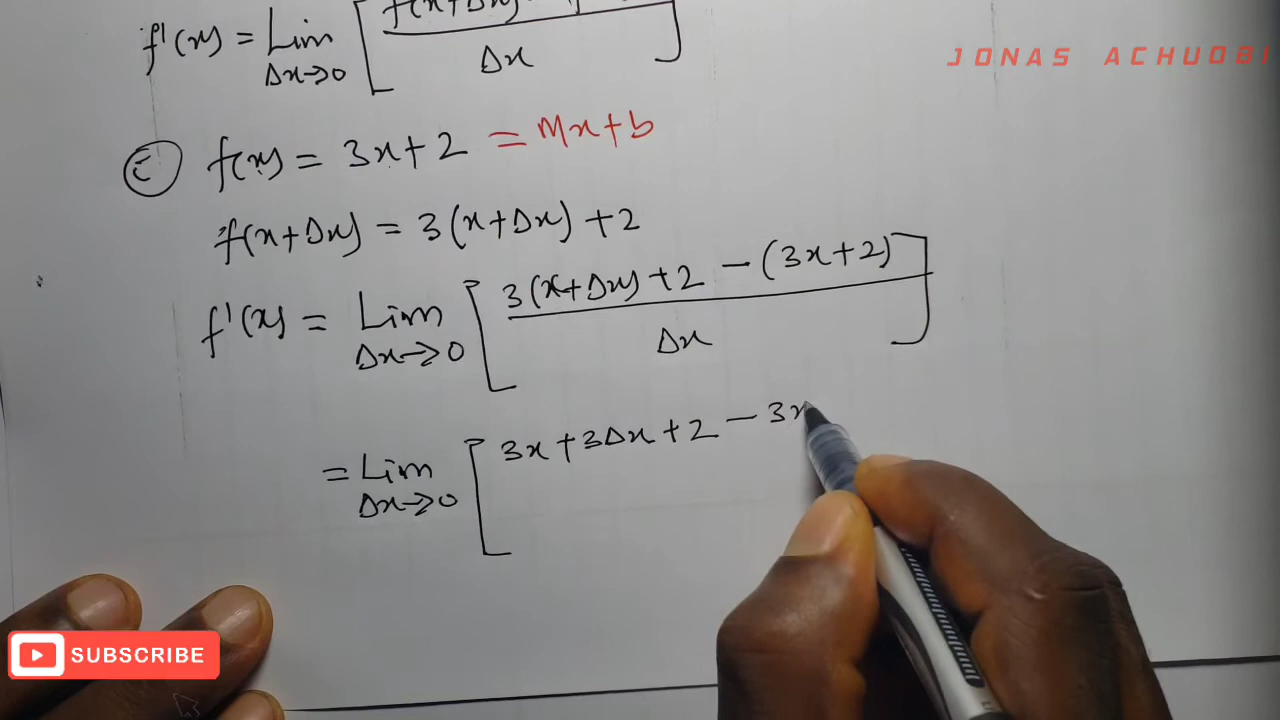 f'(x) = Lim [ f(x+Δx)
Δx→0 Δx ]
JONAS ACHUOBI
i f(x) = 3x+2 = Mx+b
f(x+Δx) = 3(x+Δx)+2
f'(x) = Lim [ 3(x+Δx)+2 - (3x+2) ]
Δx→0 Δx
= Lim [ 3x+3Δx+2 - 3x
Δx→0
SUBSCRIBE